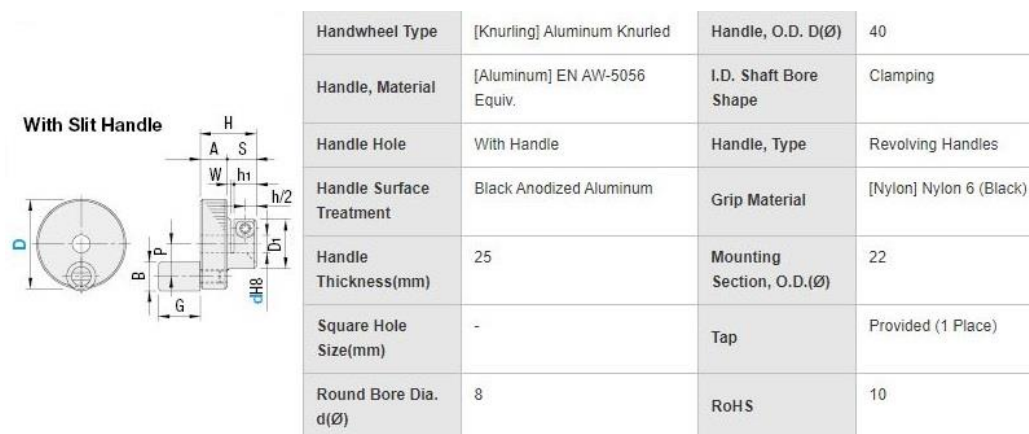 With Slit Handle
H
A S
W h1
h/2
D
P
B
G
D1
dH8
Handwheel Type [Knurling] Aluminum Knurled Handle, O.D. D(Ø) 40
Handle, Material [Aluminum] EN AW-5056 Equiv. I.D. Shaft Bore Shape Clamping
Handle Hole With Handle Handle, Type Revolving Handles
Handle Surface Treatment Black Anodized Aluminum Grip Material [Nylon] Nylon 6 (Black)
Handle Thickness(mm) 25 Mounting Section, O.D.(Ø) 22
Square Hole Size(mm) - Tap Provided (1 Place)
Round Bore Dia. d(Ø) 8 RoHS 10